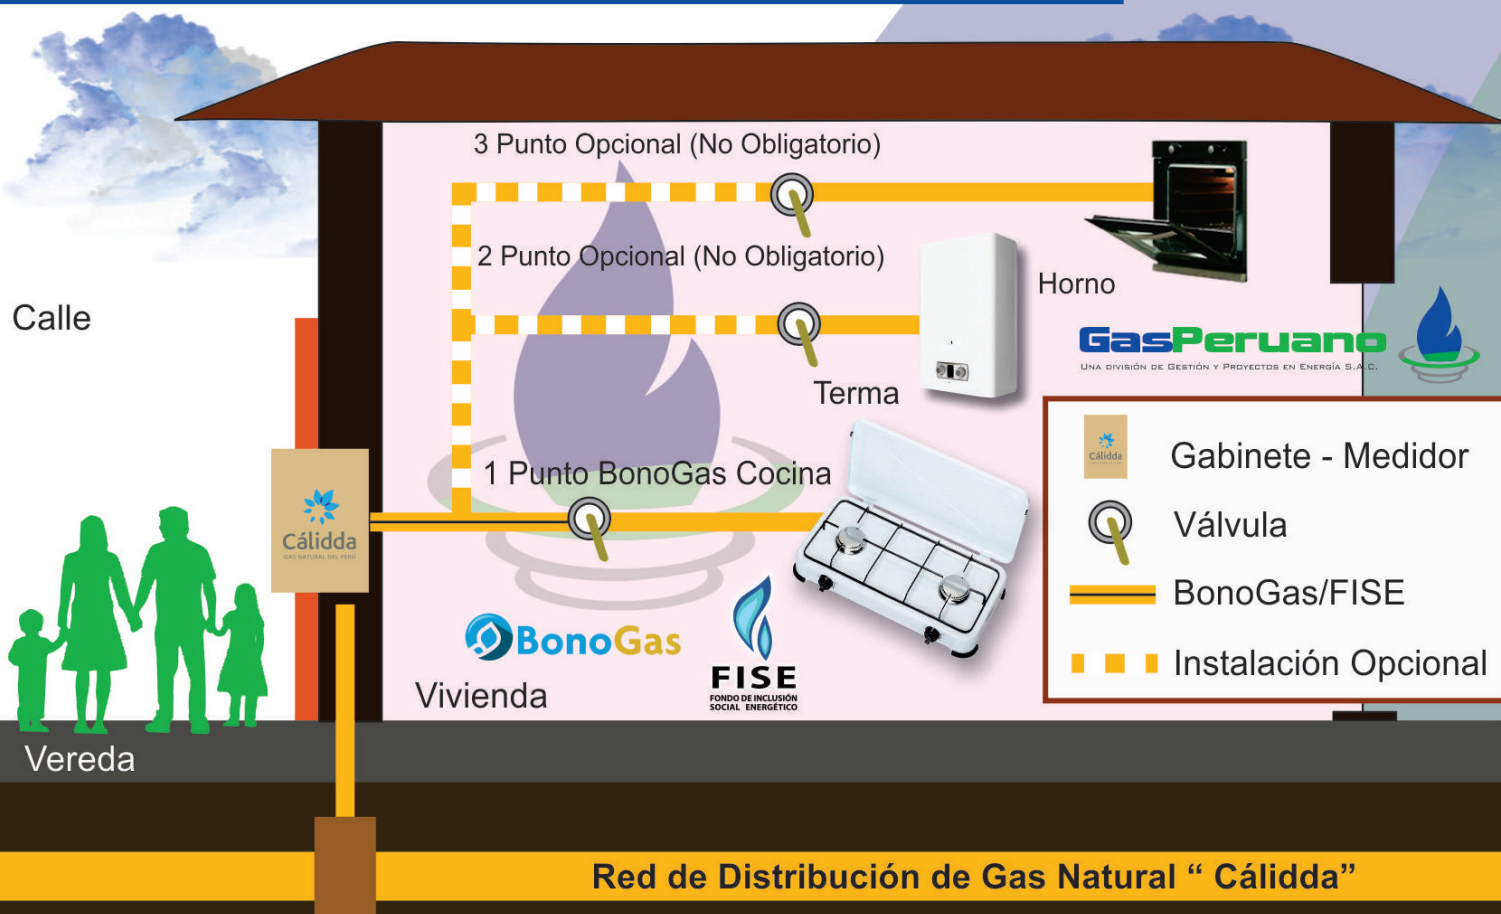 3 Punto Opcional (No Obligatorio)
2 Punto Opcional (No Obligatorio)
Horno
Calle
GasPeruano
Una división de Gestión y Proyectos en Energía S.A.C.
Terma
1 Punto BonoGas Cocina
Cálidda
GAS NATURAL DEL PERÚ
Cálidda
Gabinete - Medidor
Válvula
BonoGas/FISE
Instalación Opcional
BonoGas
FISE
FONDO DE INCLUSIÓN
SOCIAL ENERGÉTICO
Vivienda
Vereda
Red de Distribución de Gas Natural “ Cálidda”